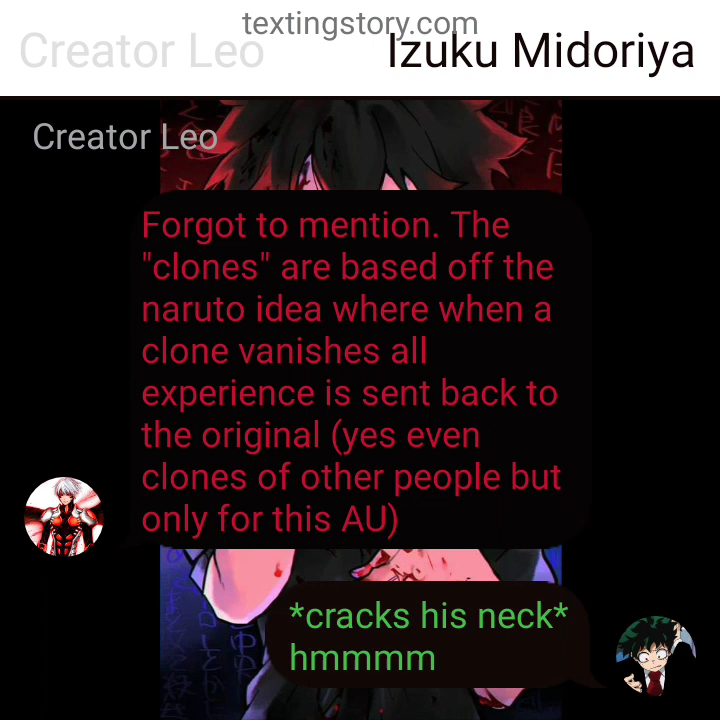 textingstory.com
Creator Leo
Izuku Midoriya
Creator Leo
Forgot to mention. The
"clones" are based off the
naruto idea where when a
clone vanishes all
experience is sent back to
the original (yes even
clones of other people but
only for this AU)
*cracks his neck*
hmmmm